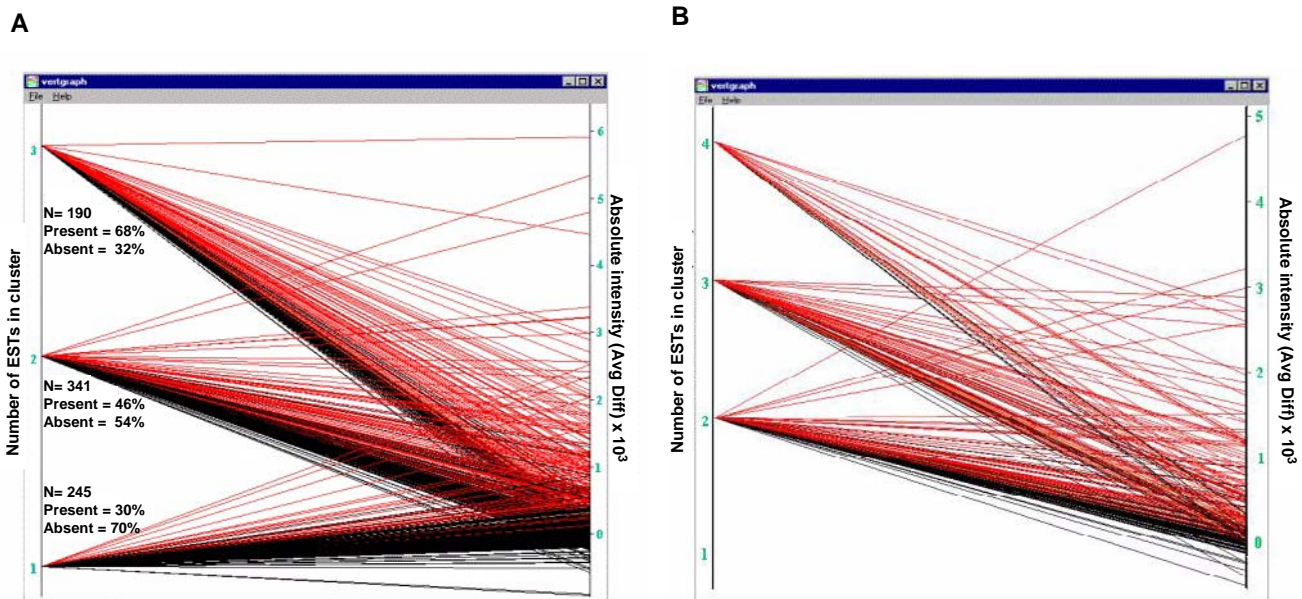 A
vertgraph
File Help
3
2
1
N= 190
Present = 68%
Absent = 32%
N= 341
Present = 46%
Absent = 54%
N= 245
Present = 30%
Absent = 70%
Number of ESTs in cluster
6
5
4
3
2
1
0
Absolute intensity (Avg Diff) x 10³
B
vertgraph
File Help
4
3
2
1
Number of ESTs in cluster
5
4
3
2
1
0
Absolute intensity (Avg Diff) x 10³